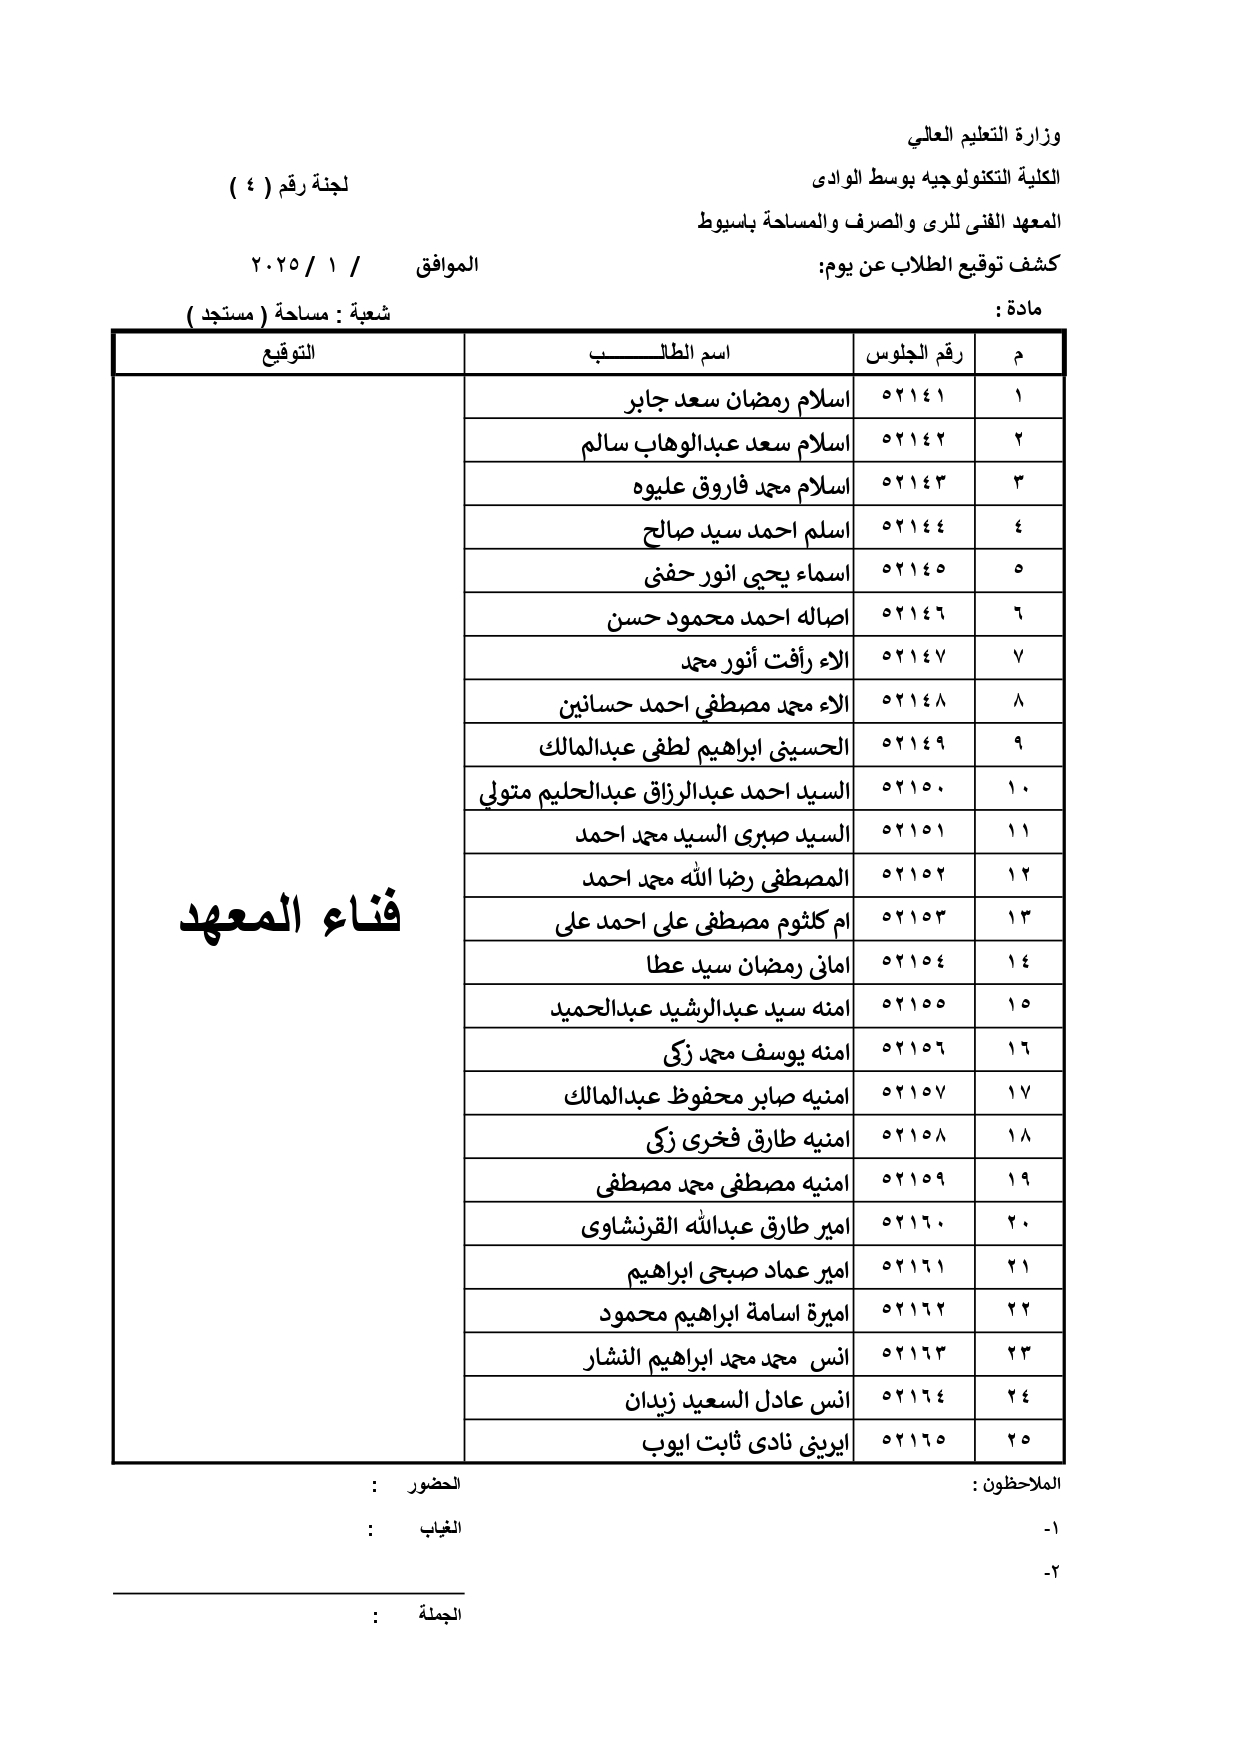 وزارة التعليم العالي
الكلية التكنولوجيه بوسط الوادى
لجنة رقم ( ٤ )
المعهد الفنى للرى والصرف والمساحة باسيوط
كشف توقيع الطلاب عن يوم: الموافق / ١ / ٢٠٢٥
مادة :
شعبة : مساحة ( مستجد )
م رقم الجلوس اسم الطالـــــــــب التوقيع
١ ٥٢١٤١ اسلام رمضان سعد جابر
٢ ٥٢١٤٢ اسلام سعد عبدالوهاب سالم
٣ ٥٢١٤٣ اسلام محمد فاروق عليوه
٤ ٥٢١٤٤ اسلم احمد سيد صالح
٥ ٥٢١٤٥ اسماء يحيي انور حفنى
٦ ٥٢١٤٦ اصاله احمد محمود حسن
٧ ٥٢١٤٧ الاء رأفت أنور محمد
٨ ٥٢١٤٨ الاء محمد مصطفي احمد حسانين
٩ ٥٢١٤٩ الحسينى ابراهيم لطفى عبدالمالك
١٠ ٥٢١٥٠ السيد احمد عبدالرزاق عبدالحليم متولي
١١ ٥٢١٥١ السيد صبرى السيد محمد احمد
١٢ ٥٢١٥٢ المصطفى رضا الله محمد احمد
فناء المعهد
١٣ ٥٢١٥٣ ام كلثوم مصطفى على احمد على
١٤ ٥٢١٥٤ امانى رمضان سيد عطا
١٥ ٥٢١٥٥ امنه سيد عبدالرشيد عبدالحميد
١٦ ٥٢١٥٦ امنه يوسف محمد زكى
١٧ ٥٢١٥٧ امنيه صابر محفوظ عبدالمالك
١٨ ٥٢١٥٨ امنيه طارق فخرى زكى
١٩ ٥٢١٥٩ امنيه مصطفى محمد مصطفى
٢٠ ٥٢١٦٠ امير طارق عبدالله القرنشاوى
٢١ ٥٢١٦١ امير عماد صبحى ابراهيم
٢٢ ٥٢١٦٢ اميرة اسامة ابراهيم محمود
٢٣ ٥٢١٦٣ انس محمد محمد ابراهيم النشار
٢٤ ٥٢١٦٤ انس عادل السعيد زيدان
٢٥ ٥٢١٦٥ ايرينى نادى ثابت ايوب
الملاحظون : الحضور :
١- الغياب :
٢-
الجملة :